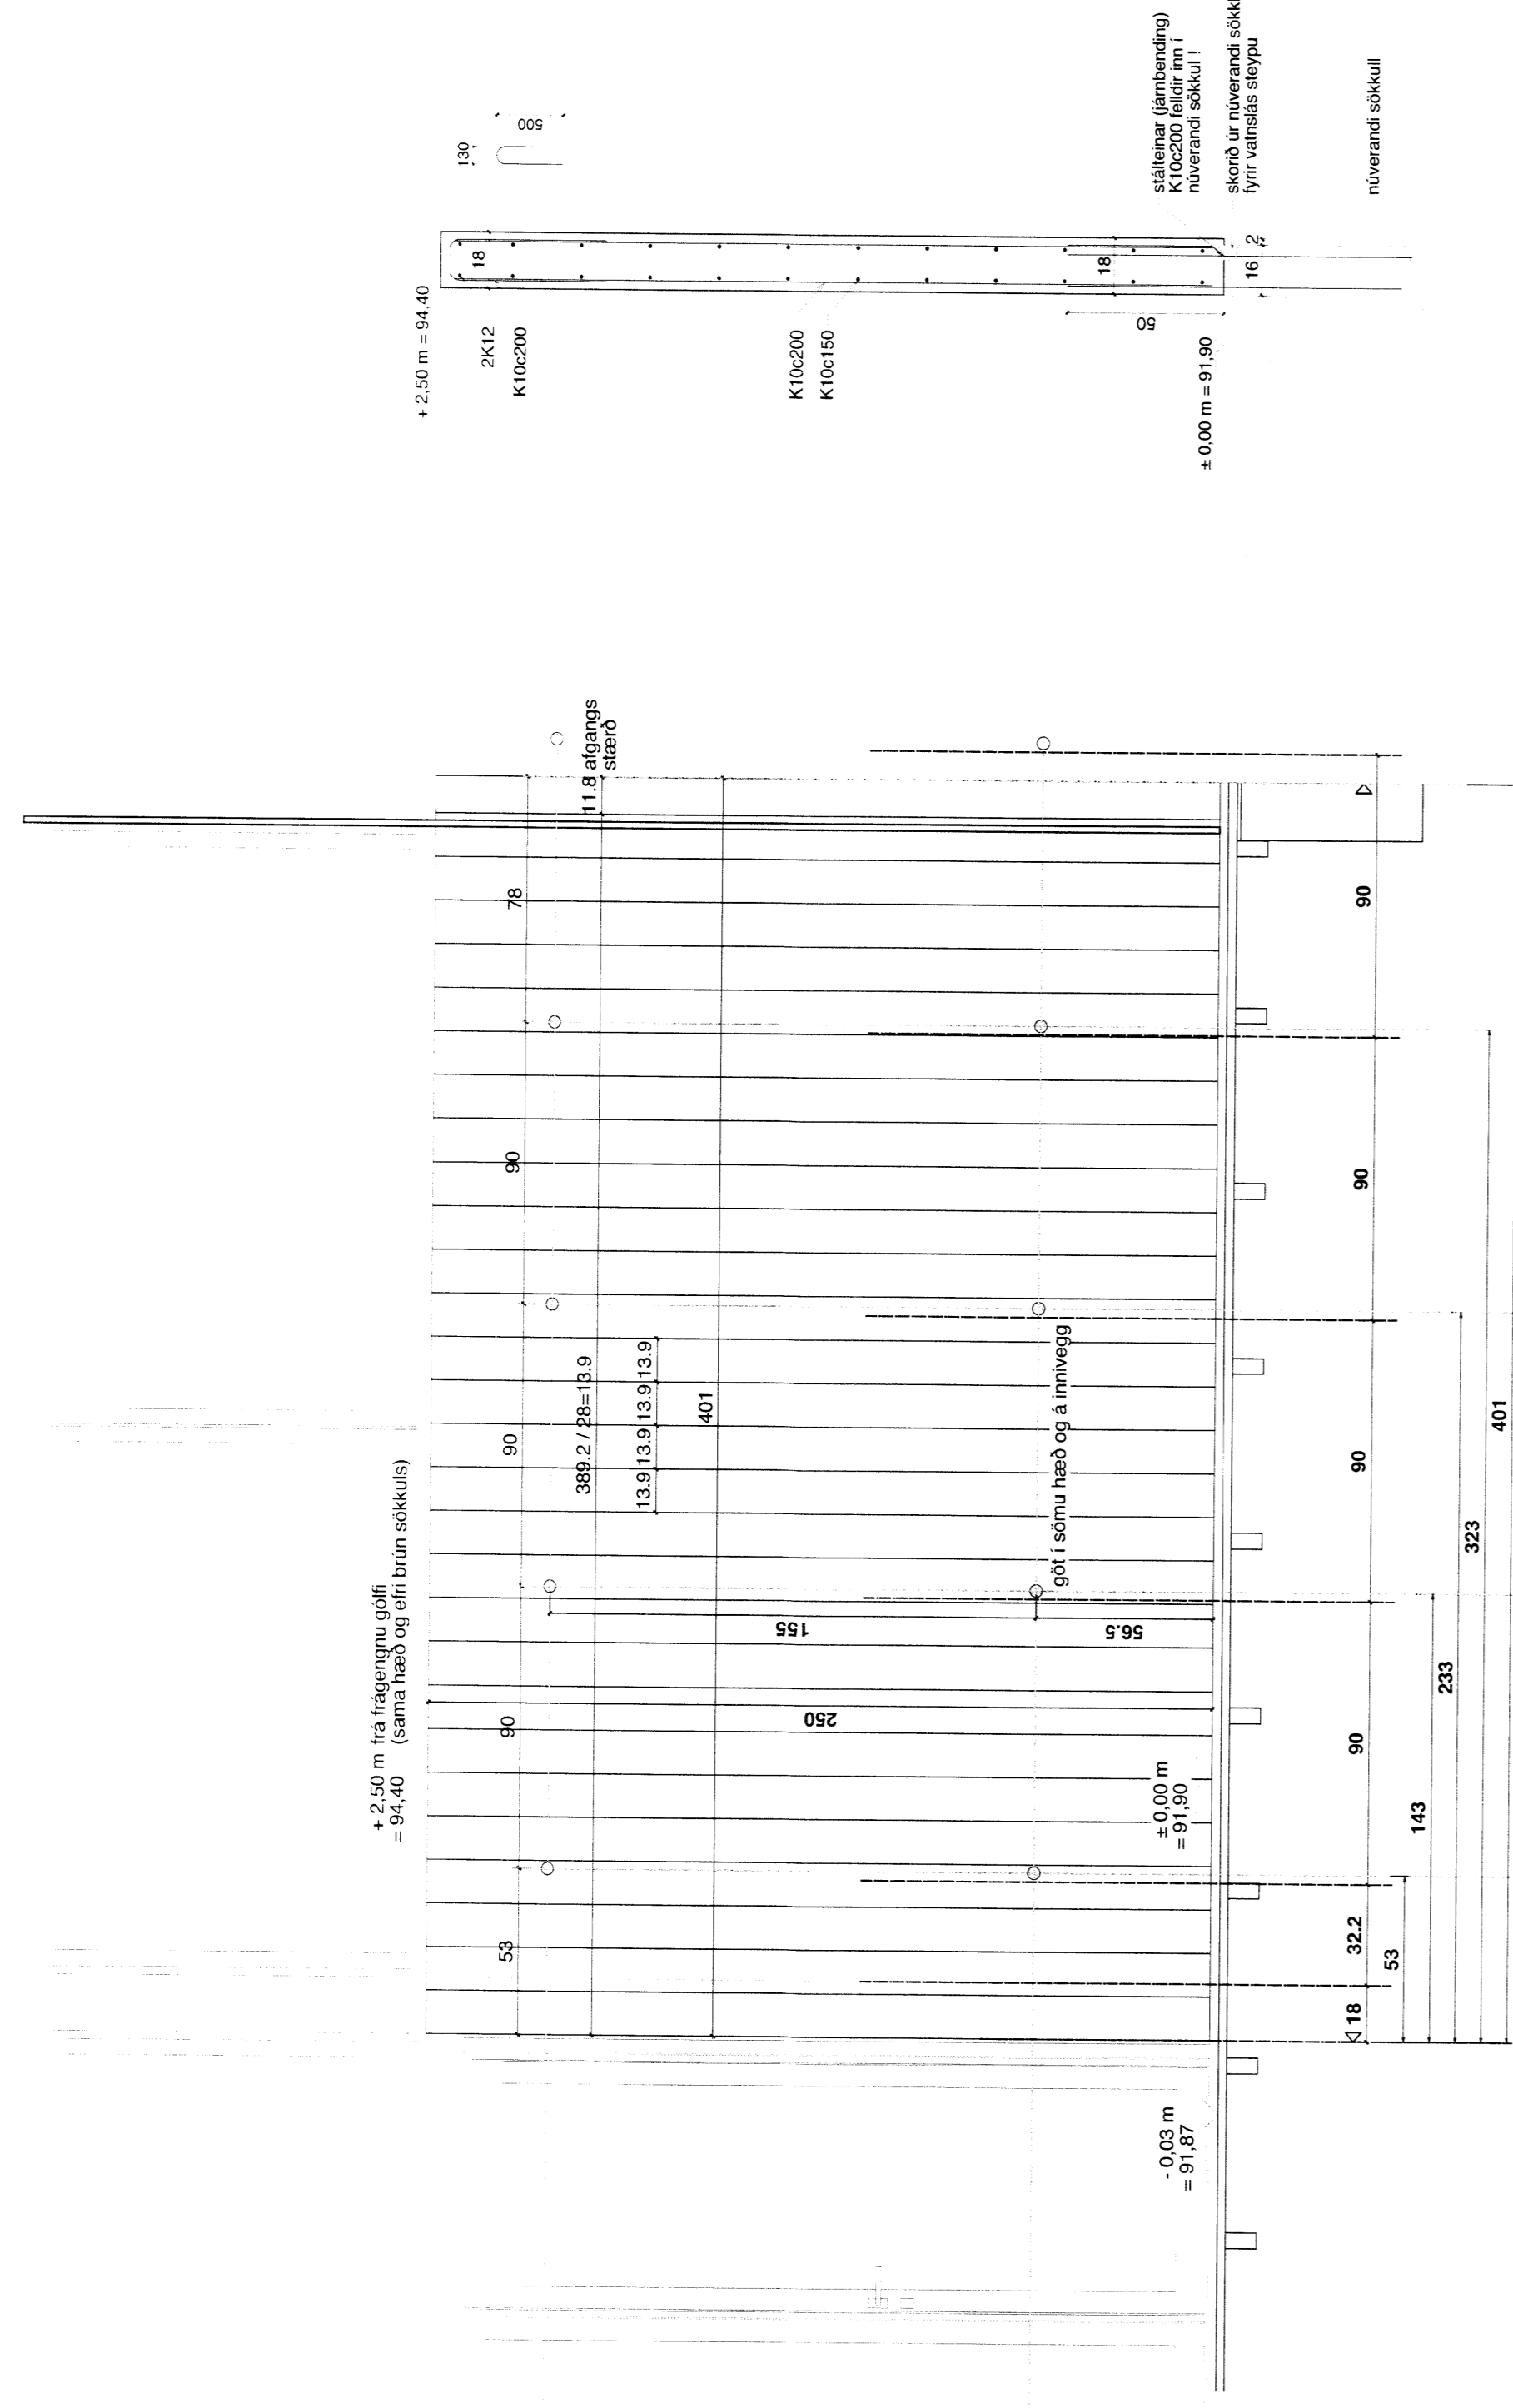 + 2,50 m frá frágengnu gólfi
= 94,40 (sama hæð og efri brún sökkuls)
53
90
90
90
78
389.2 / 28=13.9
11.8 afgangs
stærð
13.9 13.9 13.9 13.9
401
250
155
56.5
göt í sömu hæð og á innivegg
± 0,00 m
= 91,90
- 0,03 m
= 91,87
18
32.2
90
90
90
90
53
143
233
323
401
+ 2,50 m = 94.40
2K12
K10c200
18
130
500
K10c200
K10c150
50
18
± 0,00 m = 91,90
16
2
stálteinar (járnbending)
K10c200 felldir inn í
núverandi sökkul !
skorið úr núverandi
fyrir vatnslás steypu
núverandi sökkull